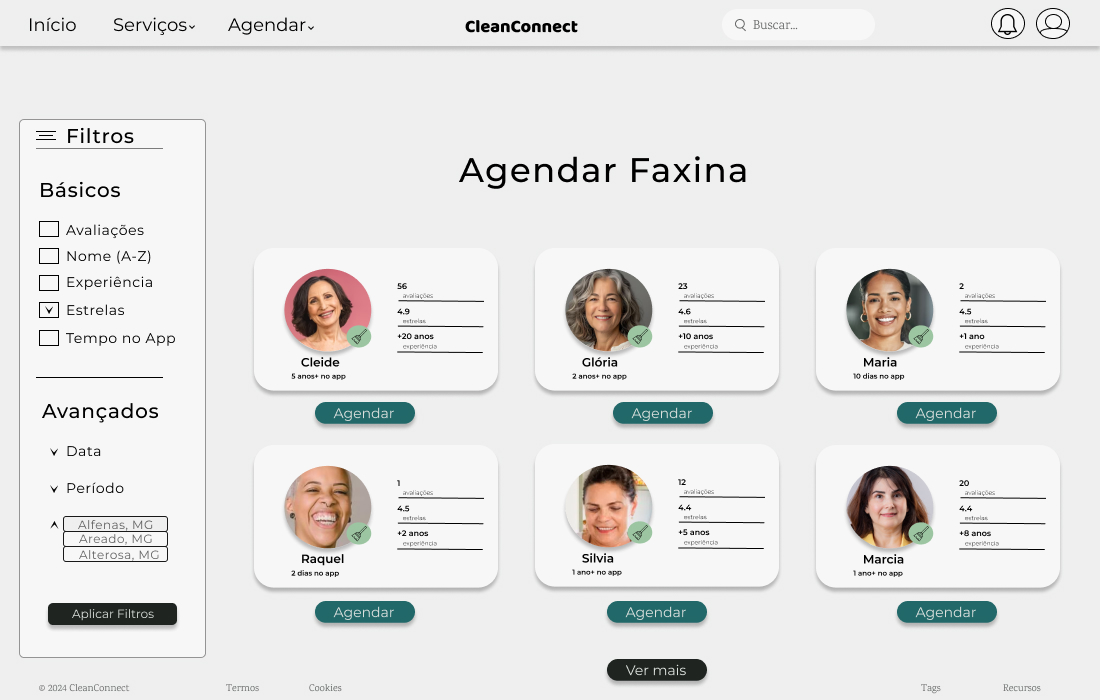 Início Serviços Agendar CleanConnect Buscar...
Filtros
Básicos
Avaliações
Nome (A-Z)
Experiência
Estrelas
Tempo no App
Avançados
Data
Período
Alfenas, MG
Areado, MG
Alterosa, MG
Aplicar Filtros
Agendar Faxina
56
avaliações
4.9
estrelas
+20 anos
experiência
Cleide
5 anos+ no app
Agendar
23
avaliações
4.6
estrelas
+10 anos
experiência
Glória
2 anos+ no app
Agendar
2
avaliações
4.5
estrelas
+1 ano
experiência
Maria
10 dias no app
Agendar
1
avaliações
4.5
estrelas
+2 anos
experiência
Raquel
2 dias no app
Agendar
12
avaliações
4.4
estrelas
+5 anos
experiência
Silvia
1 ano+ no app
Agendar
20
avaliações
4.4
estrelas
+8 anos
experiência
Marcia
1 ano+ no app
Agendar
Ver mais
© 2024 CleanConnect Termos Cookies Tags Recursos